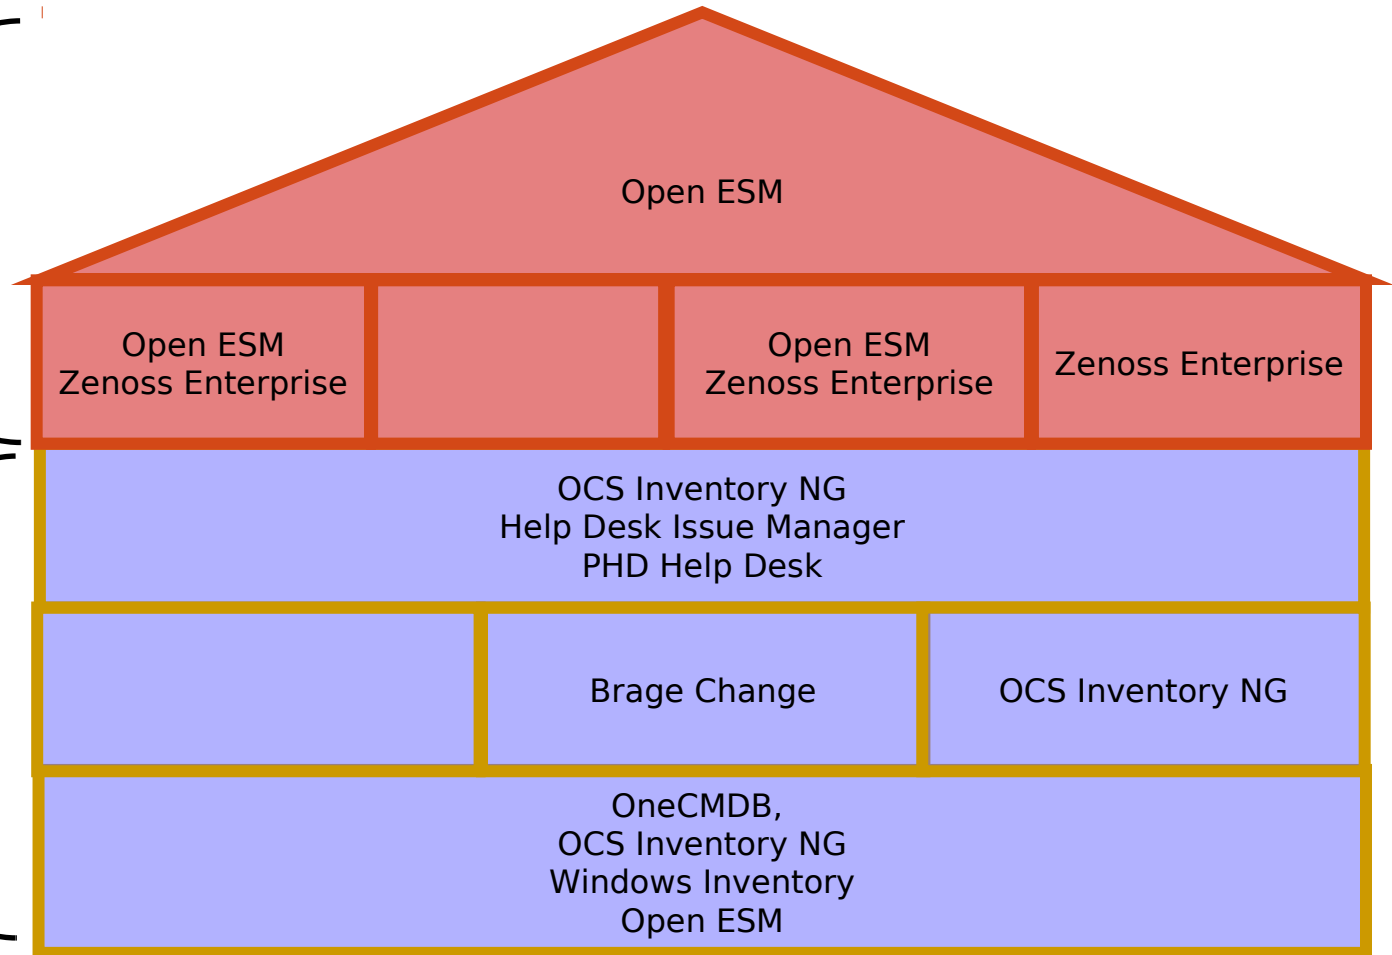 Open ESM
Open ESM
Zenoss Enterprise
Open ESM
Zenoss Enterprise
Zenoss Enterprise
OCS Inventory NG
Help Desk Issue Manager
PHD Help Desk
Brage Change
OCS Inventory NG
OneCMDB,
OCS Inventory NG
Windows Inventory
Open ESM